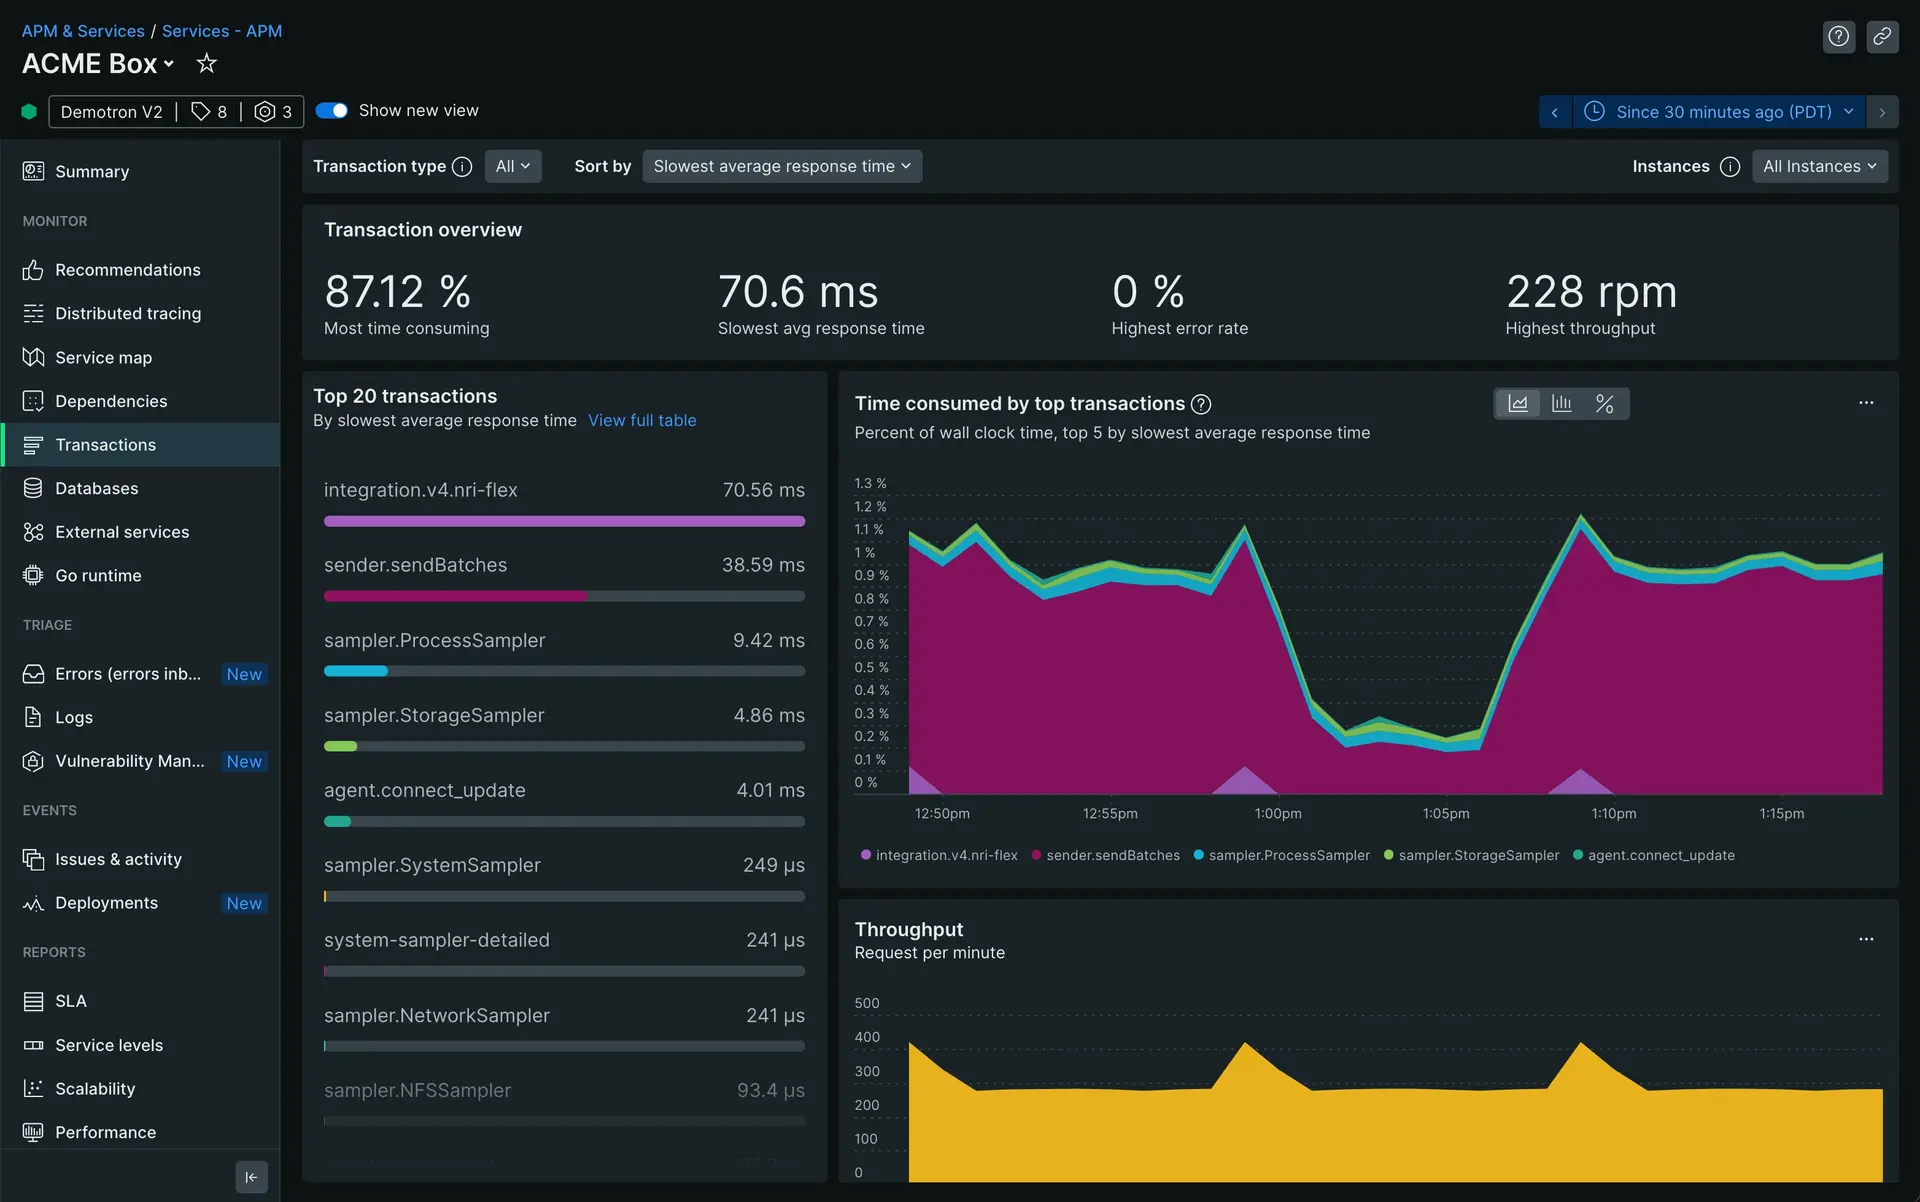 APM & Services / Services - APM
ACME Box
Demotron V2 | 8 | 3
Show new view
Since 30 minutes ago (PDT)
Summary
MONITOR
Recommendations
Distributed tracing
Service map
Dependencies
Transactions
Databases
External services
Go runtime
TRIAGE
Errors (errors inb... New
Logs
Vulnerability Man... New
EVENTS
Issues & activity
Deployments New
REPORTS
SLA
Service levels
Scalability
Performance
Transaction type All
Sort by Slowest average response time
Instances All Instances
Transaction overview
87.12 %
Most time consuming
70.6 ms
Slowest avg response time
0 %
Highest error rate
228 rpm
Highest throughput
Top 20 transactions
By slowest average response time View full table
integration.v4.nri-flex 70.56 ms
sender.sendBatches 38.59 ms
sampler.ProcessSampler 9.42 ms
sampler.StorageSampler 4.86 ms
agent.connect_update 4.01 ms
sampler.SystemSampler 249 µs
system-sampler-detailed 241 µs
sampler.NetworkSampler 241 µs
sampler.NFSSampler 93.4 µs
Time consumed by top transactions
Percent of wall clock time, top 5 by slowest average response time
1.3 %
1.2 %
1.1 %
1 %
0.9 %
0.8 %
0.7 %
0.6 %
0.5 %
0.4 %
0.3 %
0.2 %
0.1 %
0 %
12:50pm 12:55pm 1:00pm 1:05pm 1:10pm 1:15pm
integration.v4.nri-flex sender.sendBatches sampler.ProcessSampler sampler.StorageSampler agent.connect_update
Throughput
Request per minute
500
400
300
200
100
0